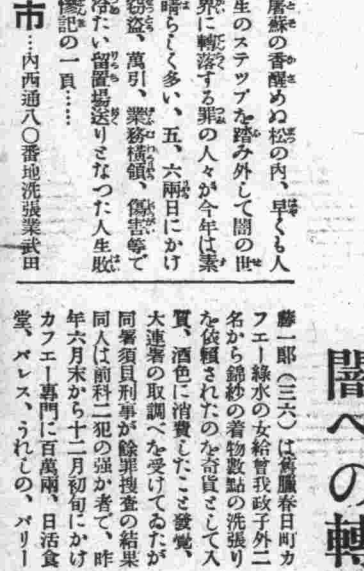 屠蘇の香醒めぬ松の内、早くも人
生のステップを踏み外して闇の世
界に轉落する罪の人々が今年は素
晴らしく多い、五、六兩日にかけ
窃盗、萬引、業務横領、傷害等で
冷たい留置場送りとなつた人生敗
慘記の一頁……
市…内西通八〇番地洗張業武田
闇への轉
藤一郎(三六)は舊臘春日町カ
フエー綠水の女給曾我政子外二
名から錦紗の着物數點の洗張り
を依頼されたのを奇貨として入
質、酒色に消費したこと發覺、
大連署の取調べを受けてゐたが
同署須貝刑事が餘罪搜査の結果
同人は前科二犯の强か者で、昨
年六月末から十二月初旬にかけ
カフエー專門に百萬兩、日活食
堂、パレス、うれしの、パリー